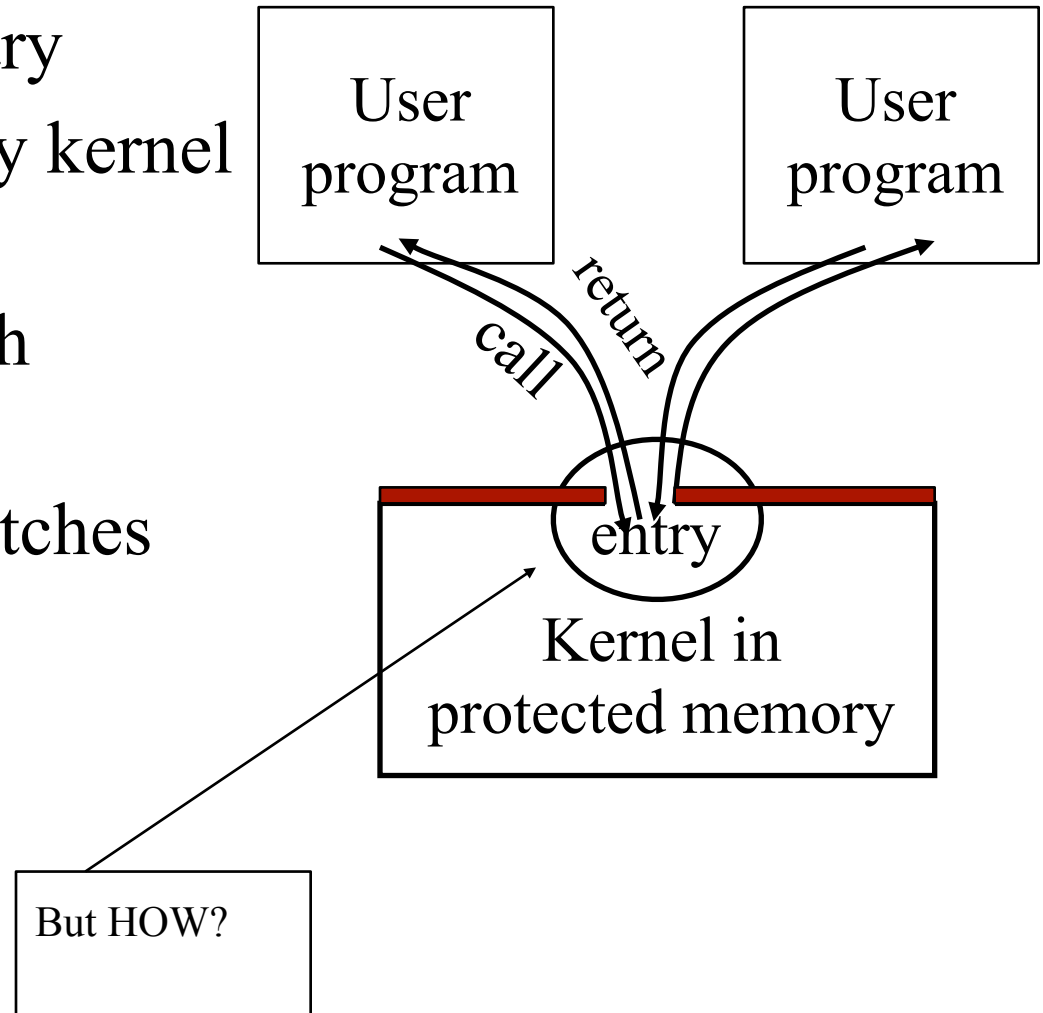 ry
y kernel
h
tches
User
program
User
program
call
return
entry
Kernel in
protected memory
But HOW?